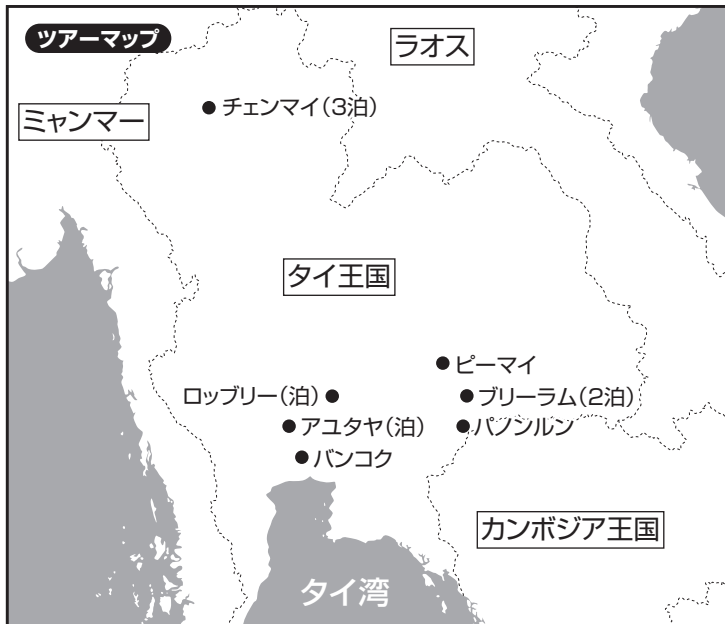 ツアーマップ
ラオス
ミャンマー
チェンマイ(3泊)
タイ王国
ピーマイ
ロッブリー(泊)
ブリーラム(2泊)
アユタヤ(泊)
パノンルン
バンコク
カンボジア王国
タイ湾